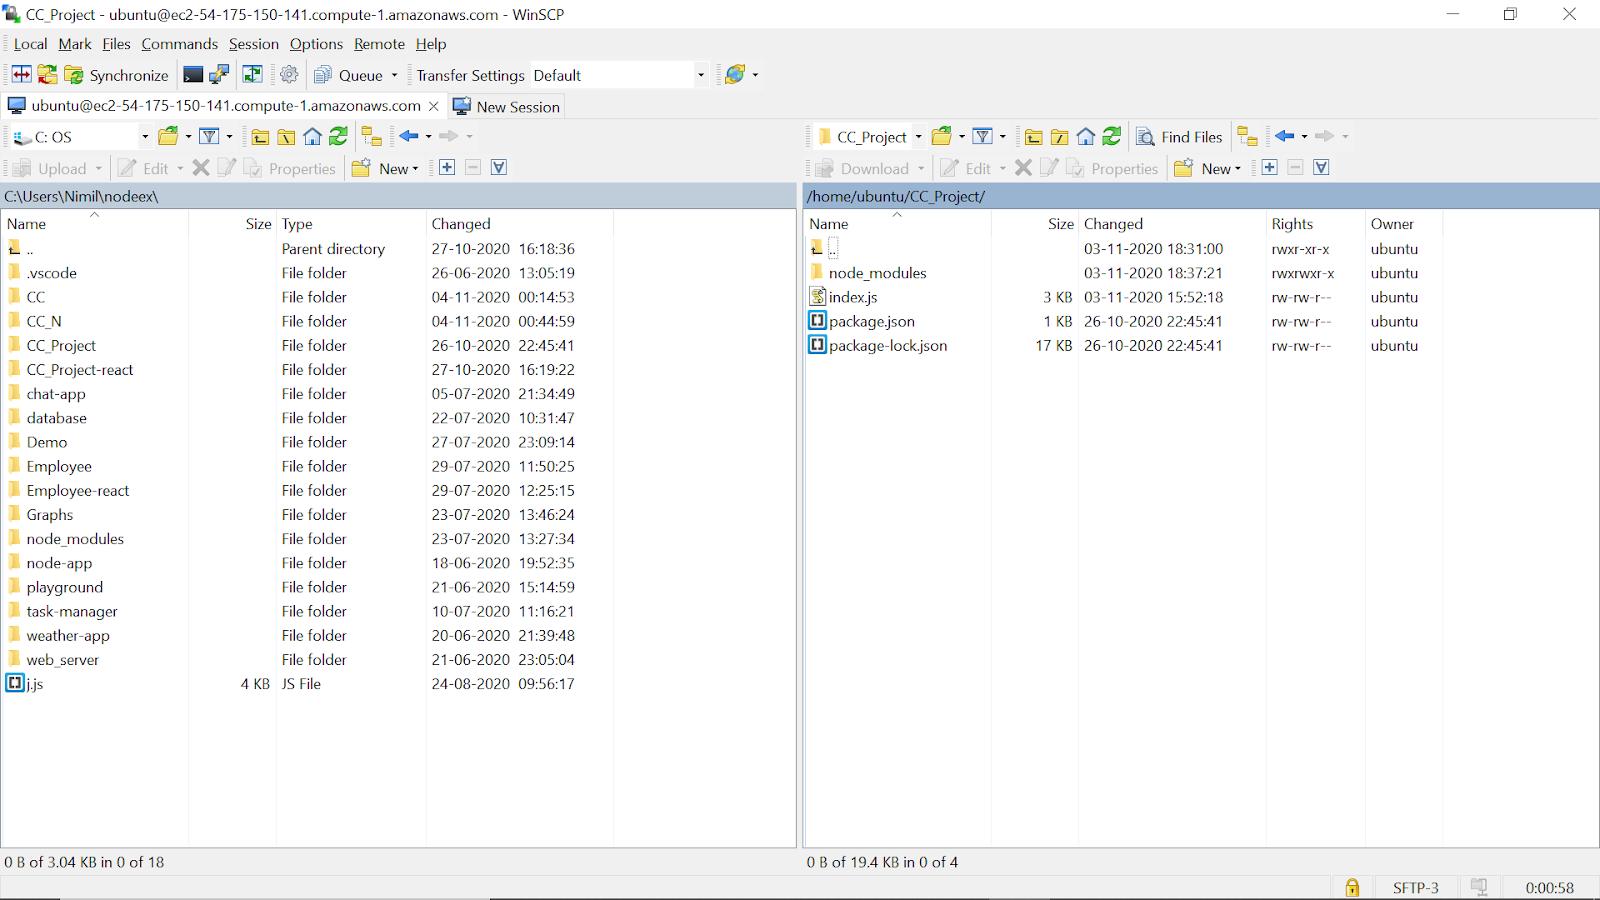 CC_Project - ubuntu@ec2-54-175-150-141.compute-1.amazonaws.com - WinSCP
Local Mark Files Commands Session Options Remote Help
Synchronize Queue Transfer Settings Default
ubuntu@ec2-54-175-150-141.compute-1.amazonaws.com New Session
C: OS
Upload Edit Properties New
C:\Users\Nimil\nodeex\
Name Size Type Changed
.. Parent directory 27-10-2020 16:18:36
.vscode File folder 26-06-2020 13:05:19
CC File folder 04-11-2020 00:14:53
CC_N File folder 04-11-2020 00:44:59
CC_Project File folder 26-10-2020 22:45:41
CC_Project-react File folder 27-10-2020 16:19:22
chat-app File folder 05-07-2020 21:34:49
database File folder 22-07-2020 10:31:47
Demo File folder 27-07-2020 23:09:14
Employee File folder 29-07-2020 11:50:25
Employee-react File folder 29-07-2020 12:25:15
Graphs File folder 23-07-2020 13:46:24
node_modules File folder 23-07-2020 13:27:34
node-app File folder 18-06-2020 19:52:35
playground File folder 21-06-2020 15:14:59
task-manager File folder 10-07-2020 11:16:21
weather-app File folder 20-06-2020 21:39:48
web_server File folder 21-06-2020 23:05:04
j.js 4 KB JS File 24-08-2020 09:56:17
0 B of 3.04 KB in 0 of 18
CC_Project Find Files
Download Edit Properties New
/home/ubuntu/CC_Project/
Name Size Changed Rights Owner
.. 03-11-2020 18:31:00 rwxr-xr-x ubuntu
node_modules 03-11-2020 18:37:21 rwxrwxr-x ubuntu
index.js 3 KB 03-11-2020 15:52:18 rw-rw-r-- ubuntu
package.json 1 KB 26-10-2020 22:45:41 rw-rw-r-- ubuntu
package-lock.json 17 KB 26-10-2020 22:45:41 rw-rw-r-- ubuntu
0 B of 19.4 KB in 0 of 4
SFTP-3 0:00:58